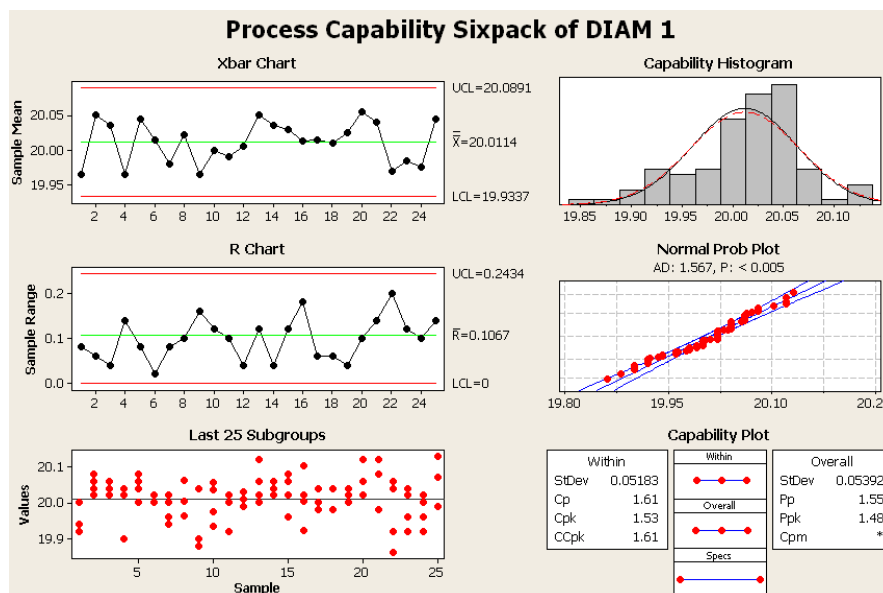 Process Capability Sixpack of DIAM 1
Xbar Chart
Sample Mean
20.05
20.00
19.95
UCL=20.0891
X=20.0114
LCL=19.9337
2 4 6 8 10 12 14 16 18 20 22 24
Capability Histogram
19.85 19.90 19.95 20.00 20.05 20.10
R Chart
Sample Range
0.2
0.1
0.0
UCL=0.2434
R=0.1067
LCL=0
2 4 6 8 10 12 14 16 18 20 22 24
Normal Prob Plot
AD: 1.567, P: < 0.005
19.80 19.95 20.10 20.2
Last 25 Subgroups
Values
20.1
20.0
19.9
5 10 15 20 25
Sample
Capability Plot
Within
StDev 0.05183
Cp 1.61
Cpk 1.53
CCpk 1.61
Within
Overall
Specs
Overall
StDev 0.05392
Pp 1.55
Ppk 1.48
Cpm *